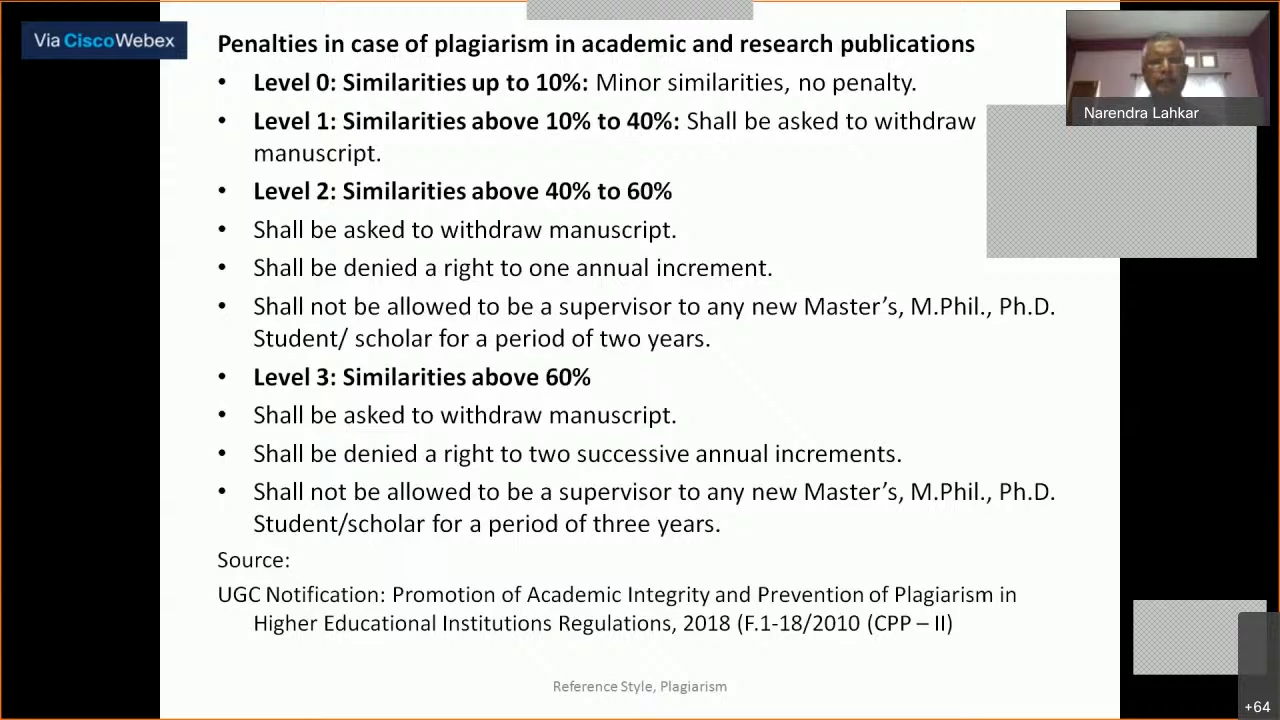 Via Cisco Webex
Penalties in case of plagiarism in academic and research publications
• Level 0: Similarities up to 10%: Minor similarities, no penalty.
• Level 1: Similarities above 10% to 40%: Shall be asked to withdraw
manuscript.
• Level 2: Similarities above 40% to 60%
• Shall be asked to withdraw manuscript.
• Shall be denied a right to one annual increment.
• Shall not be allowed to be a supervisor to any new Master’s, M.Phil., Ph.D.
Student/ scholar for a period of two years.
• Level 3: Similarities above 60%
• Shall be asked to withdraw manuscript.
• Shall be denied a right to two successive annual increments.
• Shall not be allowed to be a supervisor to any new Master’s, M.Phil., Ph.D.
Student/scholar for a period of three years.
Source:
UGC Notification: Promotion of Academic Integrity and Prevention of Plagiarism in
Higher Educational Institutions Regulations, 2018 (F.1-18/2010 (CPP – II)
Reference Style, Plagiarism
Narendra Lahkar
+64